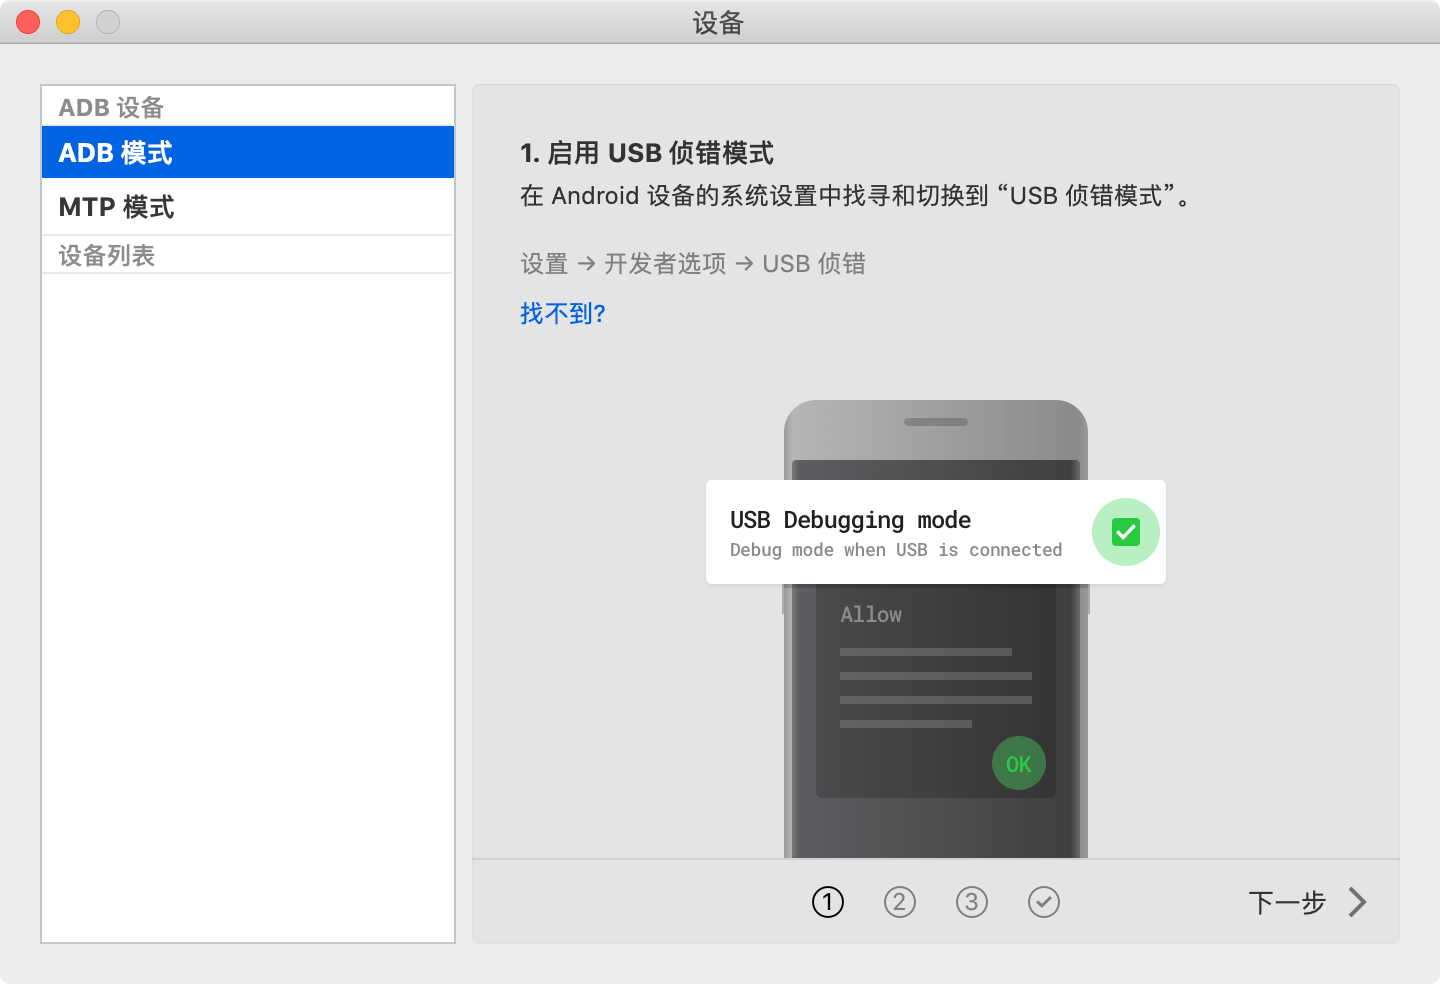 设备
ADB 设备
ADB 模式
MTP 模式
设备列表
1. 启用 USB 侦错模式
在 Android 设备的系统设置中找寻和切换到 “USB 侦错模式”。
设置 → 开发者选项 → USB 侦错
找不到?
USB Debugging mode
Debug mode when USB is connected
Allow
OK
1 2 3
下一步